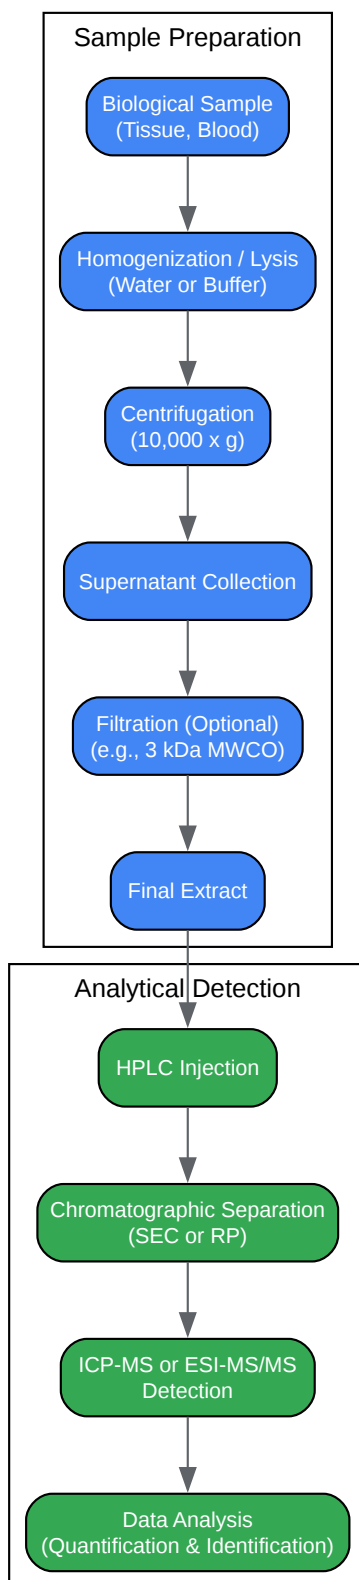 Sample Preparation
Biological Sample
(Tissue, Blood)
Homogenization / Lysis
(Water or Buffer)
Centrifugation
(10,000 x g)
Supernatant Collection
Filtration (Optional)
(e.g., 3 kDa MWCO)
Final Extract
Analytical Detection
HPLC Injection
Chromatographic Separation
(SEC or RP)
ICP-MS or ESI-MS/MS
Detection
Data Analysis
(Quantification & Identification)